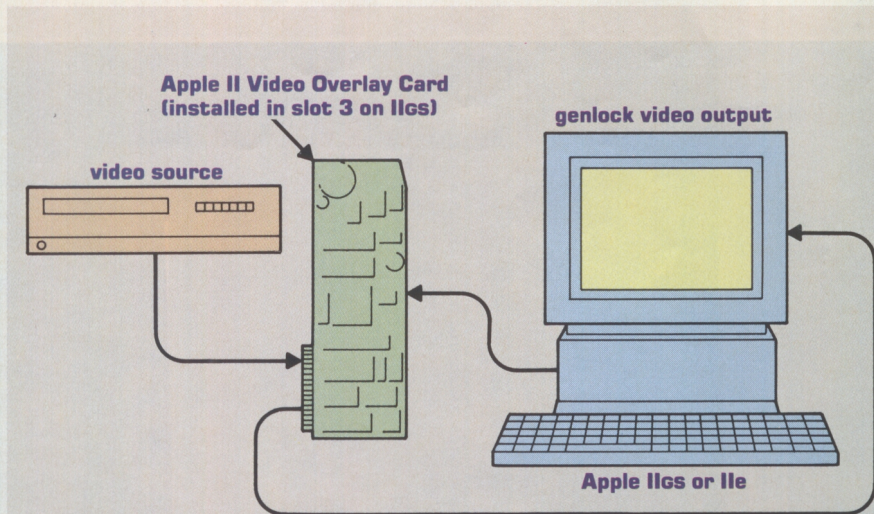 Apple II Video Overlay Card
(installed in slot 3 on IIGS)
genlock video output
video source
Apple IIGS or IIe